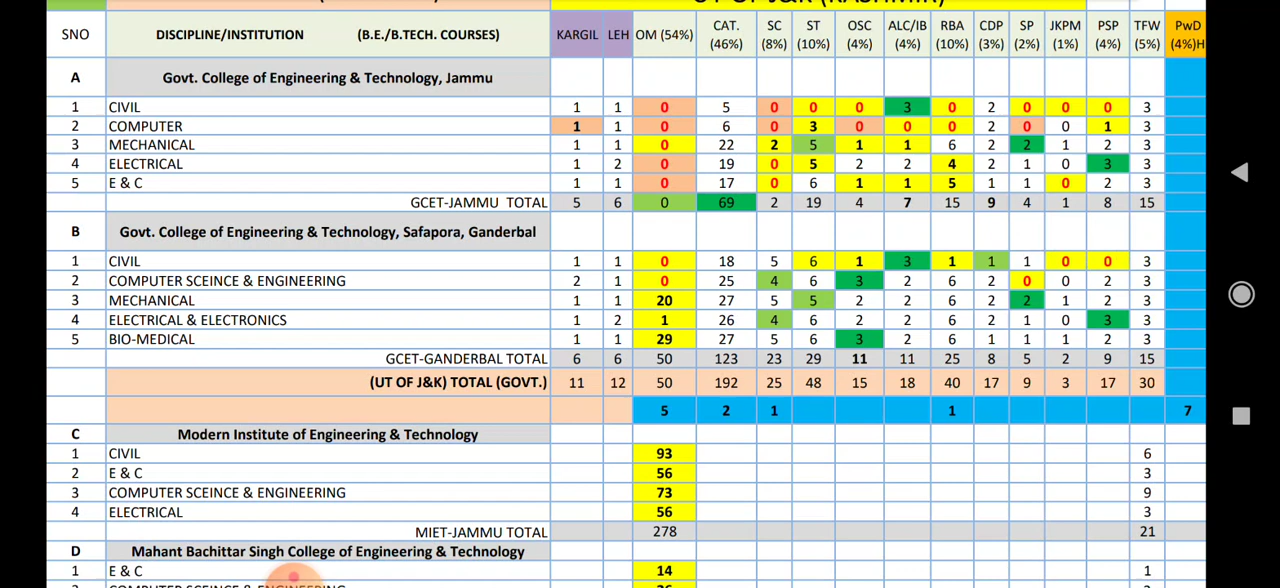 UT OF J&K (KASHMIR)
SNO DISCIPLINE/INSTITUTION (B.E./B.TECH. COURSES) KARGIL LEH OM (54%) CAT. (46%) SC (8%) ST (10%) OSC (4%) ALC/IB (4%) RBA (10%) CDP (3%) SP (2%) JKPM (1%) PSP (4%) TFW (5%) PwD (4%)H
A Govt. College of Engineering & Technology, Jammu
1 CIVIL 1 1 0 5 0 0 0 3 0 2 0 0 0 3
2 COMPUTER 1 1 0 6 0 3 0 0 0 2 0 0 1 3
3 MECHANICAL 1 1 0 22 2 5 1 1 6 2 2 1 2 3
4 ELECTRICAL 1 2 0 19 0 5 2 2 4 2 1 0 3 3
5 E & C 1 1 0 17 0 6 1 1 5 1 1 0 2 3
GCET-JAMMU TOTAL 5 6 0 69 2 19 4 7 15 9 4 1 8 15
B Govt. College of Engineering & Technology, Safapora, Ganderbal
1 CIVIL 1 1 0 18 5 6 1 3 1 1 1 0 0 3
2 COMPUTER SCEINCE & ENGINEERING 2 1 0 25 4 6 3 2 6 2 0 0 2 3
3 MECHANICAL 1 1 20 27 5 5 2 2 6 2 2 1 2 3
4 ELECTRICAL & ELECTRONICS 1 2 1 26 4 6 2 2 6 2 1 0 3 3
5 BIO-MEDICAL 1 1 29 27 5 6 3 2 6 1 1 1 2 3
GCET-GANDERBAL TOTAL 6 6 50 123 23 29 11 11 25 8 5 2 9 15
(UT OF J&K) TOTAL (GOVT.) 11 12 50 192 25 48 15 18 40 17 9 3 17 30
5 2 1 1 7
C Modern Institute of Engineering & Technology
1 CIVIL 93 6
2 E & C 56 3
3 COMPUTER SCEINCE & ENGINEERING 73 9
4 ELECTRICAL 56 3
MIET-JAMMU TOTAL 278 21
D Mahant Bachittar Singh College of Engineering & Technology
1 E & C 14 1